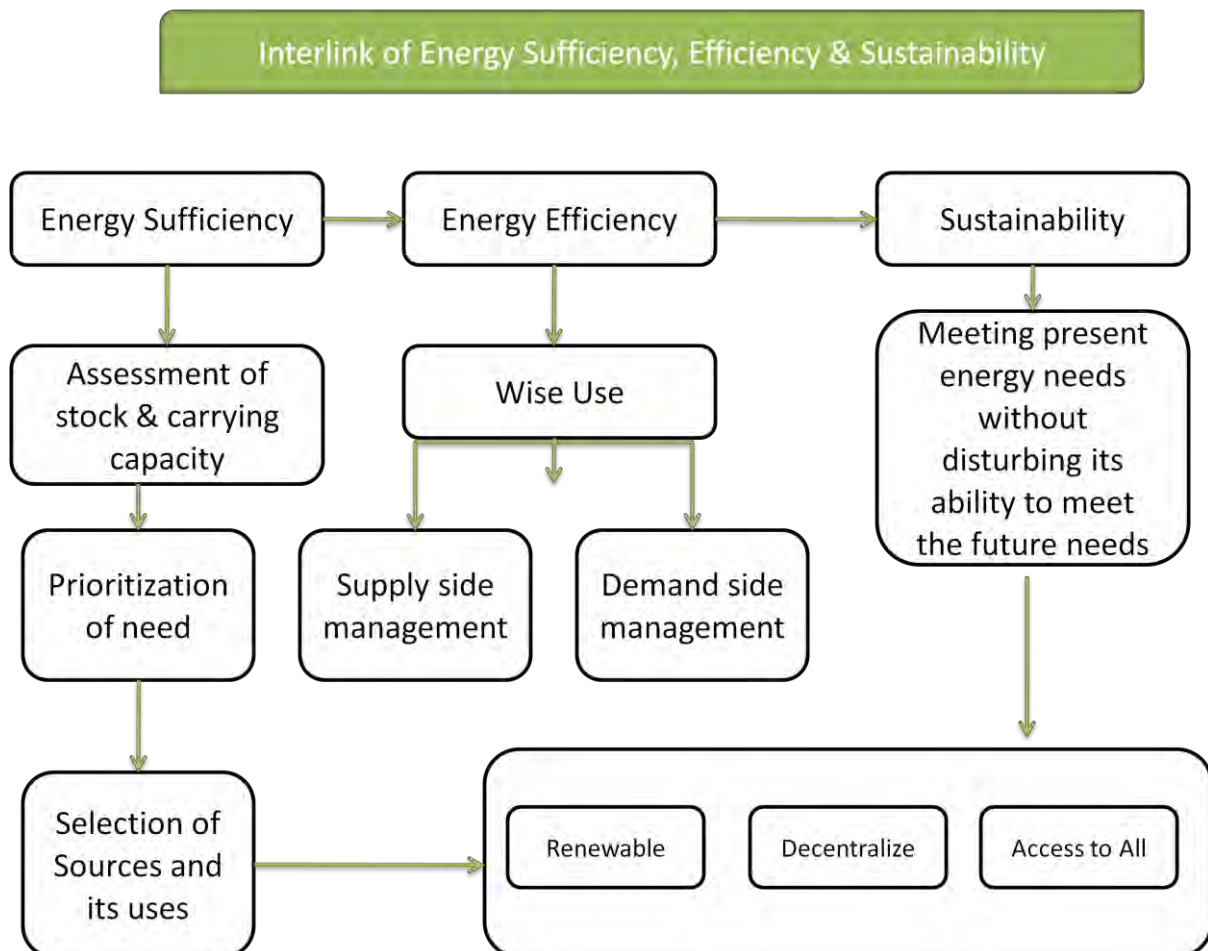 Interlink of Energy Sufficiency, Efficiency & Sustainability
Energy Sufficiency
Energy Efficiency
Sustainability
Assessment of
stock & carrying
capacity
Wise Use
Meeting present
energy needs
without
disturbing its
ability to meet
the future needs
Prioritization
of need
Supply side
management
Demand side
management
Selection of
Sources and
its uses
Renewable
Decentralize
Access to All